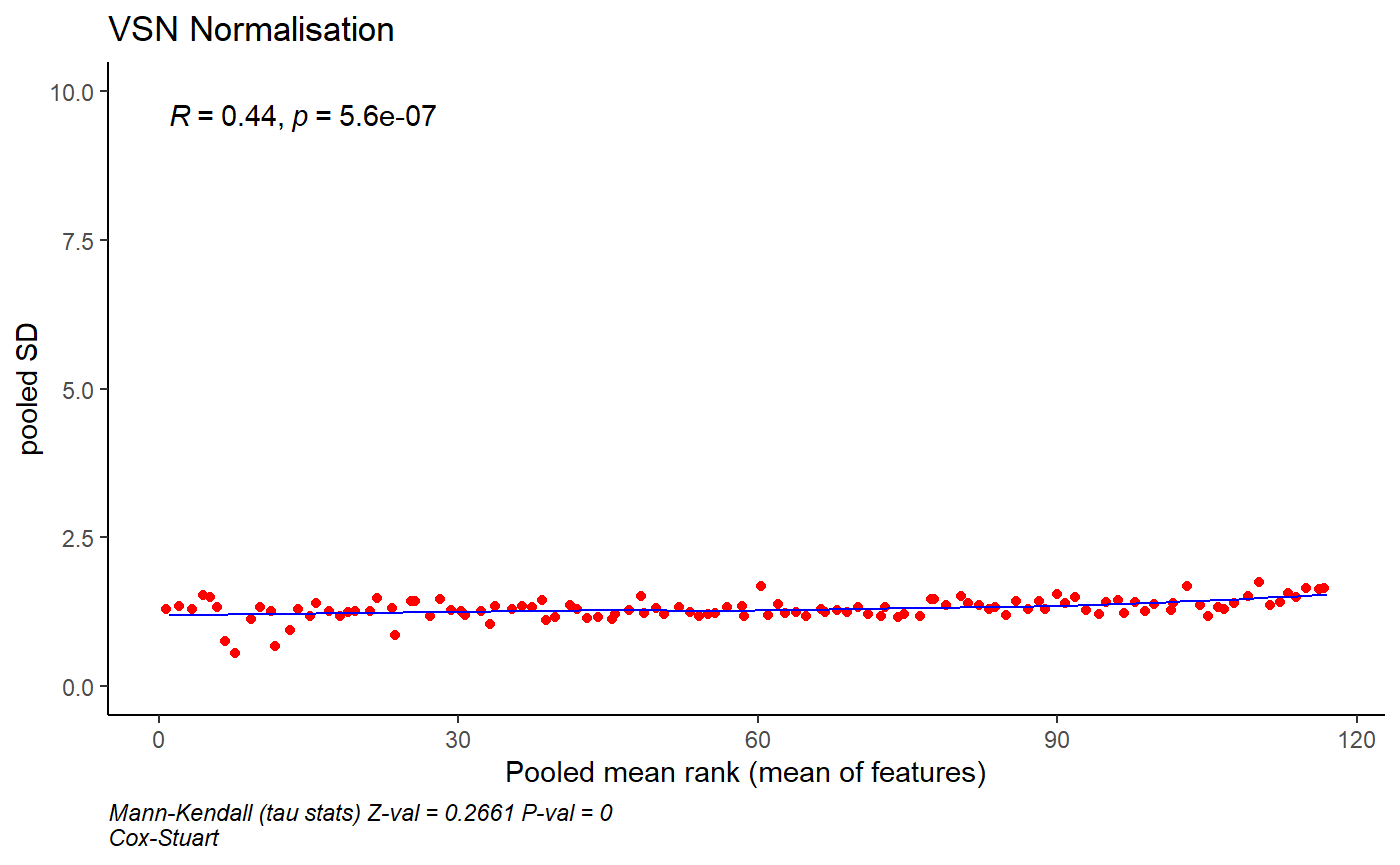 VSN Normalisation
R = 0.44, p = 5.6e-07
10.0
7.5
5.0
2.5
0.0
pooled SD
0 30 60 90 120
Pooled mean rank (mean of features)
Mann-Kendall (tau stats) Z-val = 0.2661 P-val = 0
Cox-Stuart